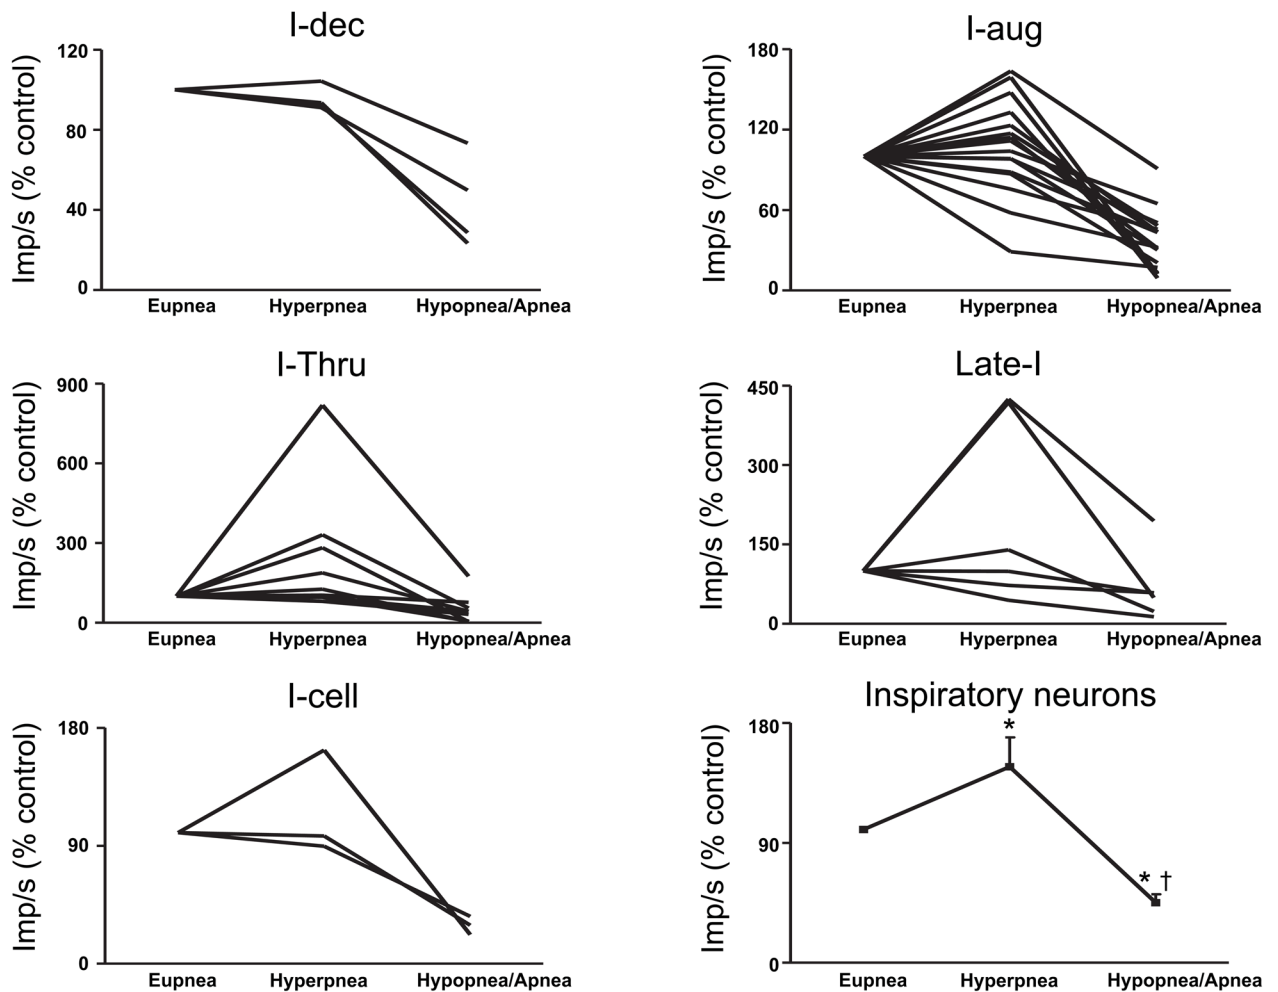 I-dec
Imp/s (% control)
120
80
40
0
Eupnea Hyperpnea Hypopnea/Apnea
I-aug
Imp/s (% control)
180
120
60
0
Eupnea Hyperpnea Hypopnea/Apnea
I-Thru
Imp/s (% control)
900
600
300
0
Eupnea Hyperpnea Hypopnea/Apnea
Late-I
Imp/s (% control)
450
300
150
0
Eupnea Hyperpnea Hypopnea/Apnea
I-cell
Imp/s (% control)
180
90
0
Eupnea Hyperpnea Hypopnea/Apnea
Inspiratory neurons
Imp/s (% control)
180
90
0
*
* †
Eupnea Hyperpnea Hypopnea/Apnea